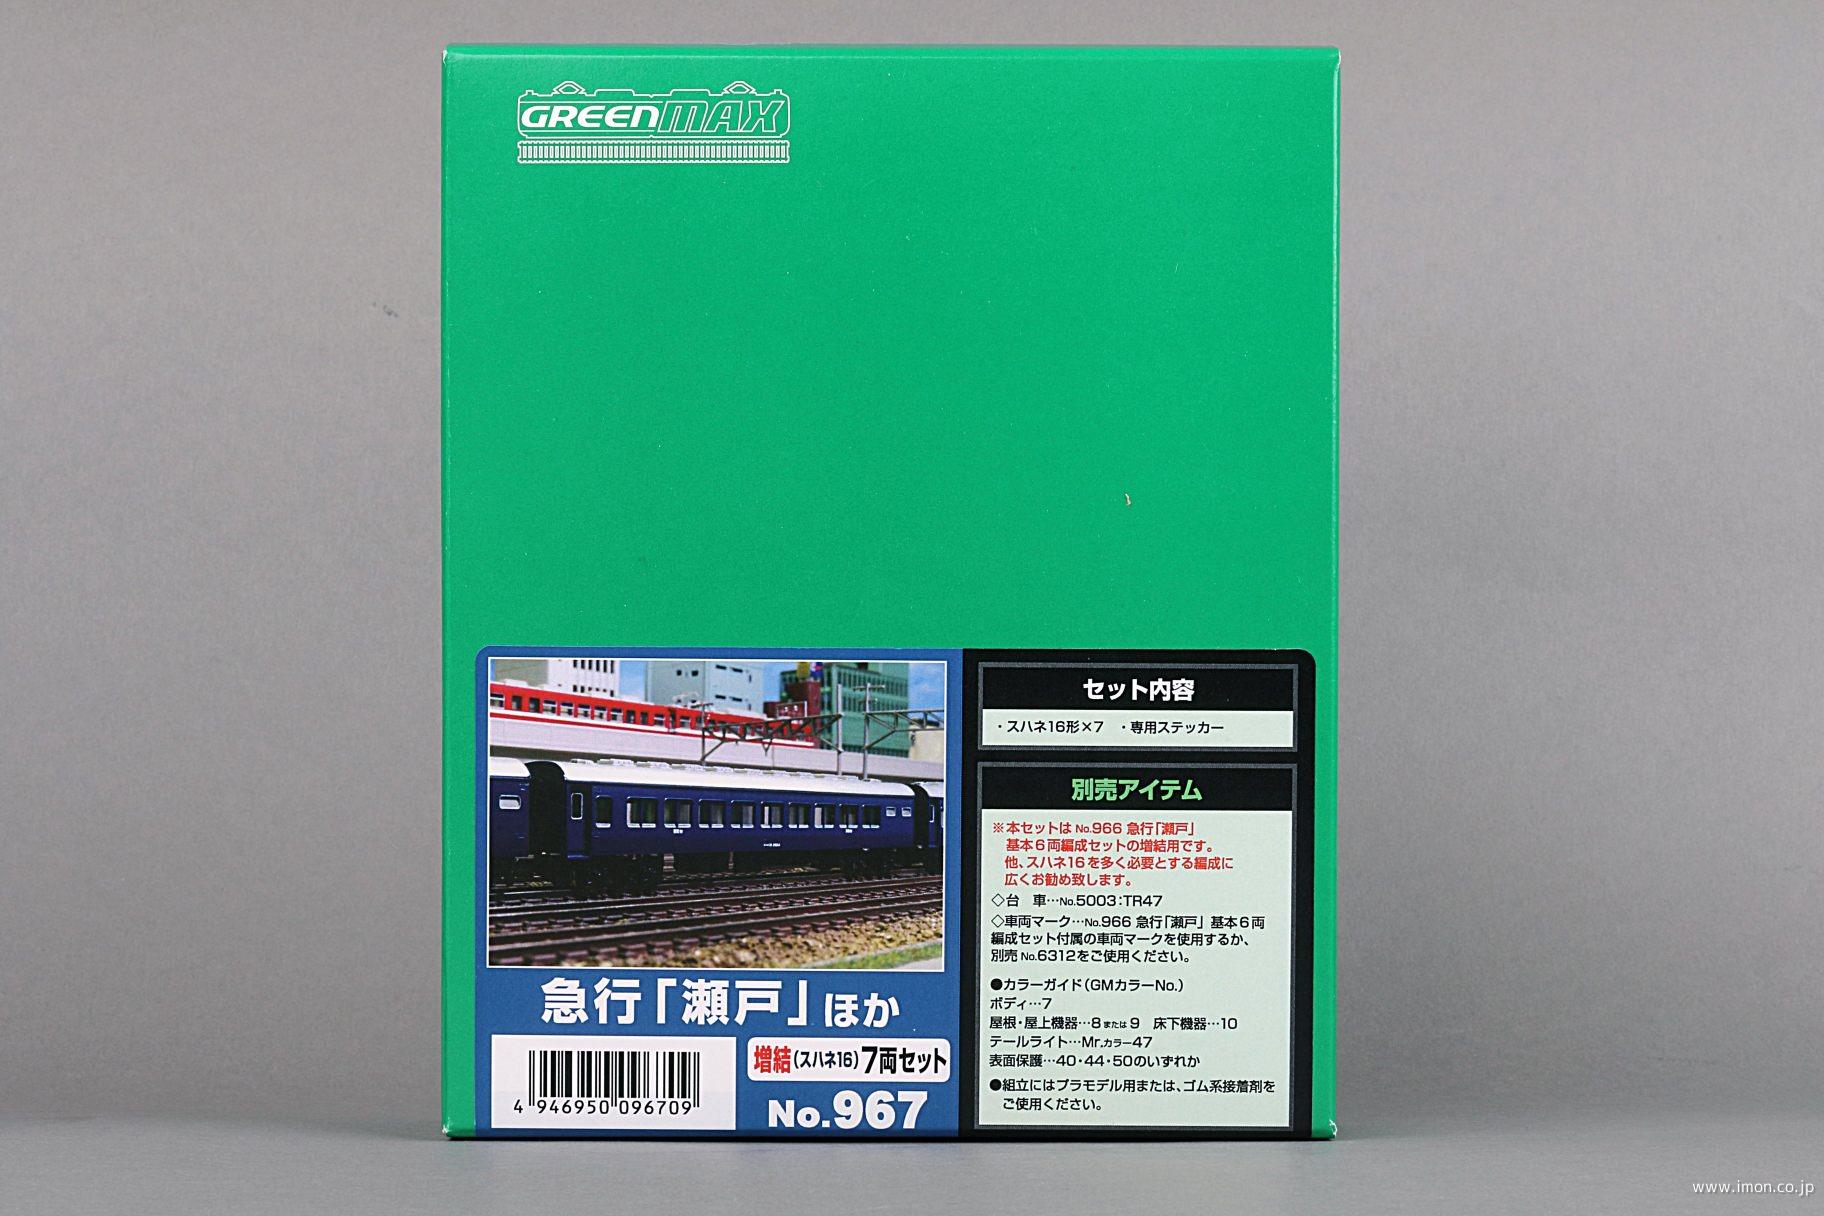 GREENMAX
セット内容
・スハネ16形×7 ・専用ステッカー
別売アイテム
※本セットはNo.966 急行「瀬戸」
基本6両編成セットの増結用です。
他、スハネ16を多く必要とする編成に
広くお勧め致します。
◇台 車…No.5003:TR47
◇車両マーク…No.966 急行「瀬戸」基本6両
編成セット付属の車両マークを使用するか、
別売No.6312をご使用ください。
●カラーガイド(GMカラーNo.)
ボディ…7
屋根・屋上機器…8または9 床下機器…10
テールライト…Mr.カラー47
表面保護…40・44・50のいずれか
●組立にはプラモデル用または、ゴム系接着剤を
ご使用ください。
急行「瀬戸」ほか
増結(スハネ16)7両セット
No.967
4 946950 096709
www.imon.co.jp